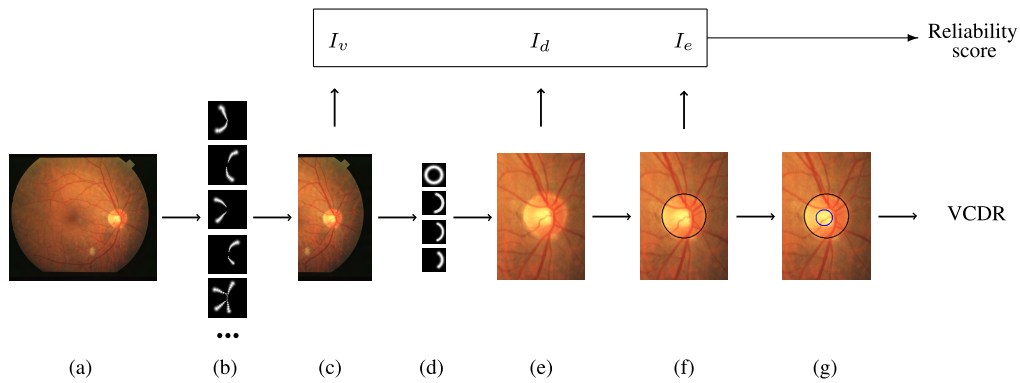 I_v I_d I_e
Reliability
score
VCDR
•••
(a) (b) (c) (d) (e) (f) (g)